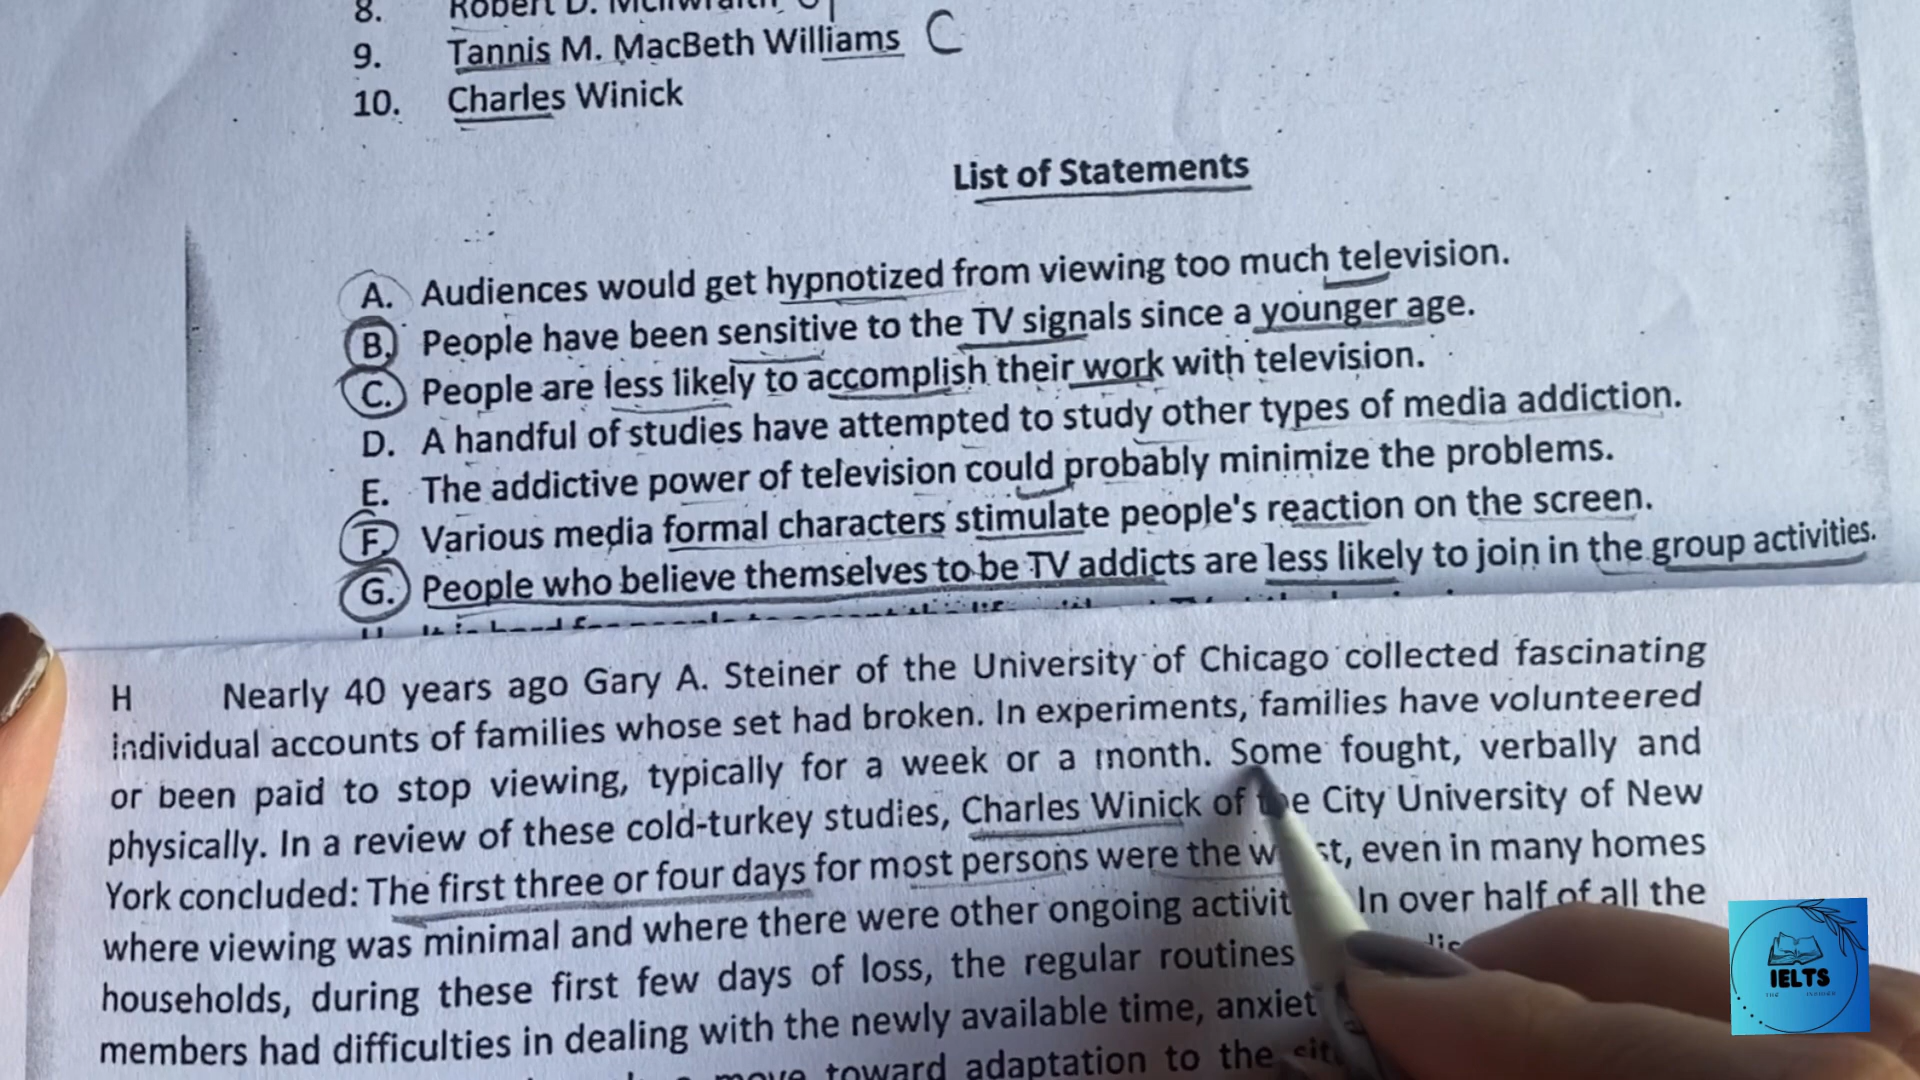 8. Robert D. McIlwraith G
9. Tannis M. MacBeth Williams C
10. Charles Winick
List of Statements
A. Audiences would get hypnotized from viewing too much television.
B. People have been sensitive to the TV signals since a younger age.
C. People are less likely to accomplish their work with television.
D. A handful of studies have attempted to study other types of media addiction.
E. The addictive power of television could probably minimize the problems.
F. Various media formal characters stimulate people's reaction on the screen.
G. People who believe themselves to be TV addicts are less likely to join in the group activities.
H Nearly 40 years ago Gary A. Steiner of the University of Chicago collected fascinating
individual accounts of families whose set had broken. In experiments, families have volunteered
or been paid to stop viewing, typically for a week or a month. Some fought, verbally and
physically. In a review of these cold-turkey studies, Charles Winick of the City University of New
York concluded: The first three or four days for most persons were the worst, even in many homes
where viewing was minimal and where there were other ongoing In over half of all the
households, during these first few days of loss, the regular routines
members had difficulties in dealing with the newly available time,
move toward adaptation to the
IELTS